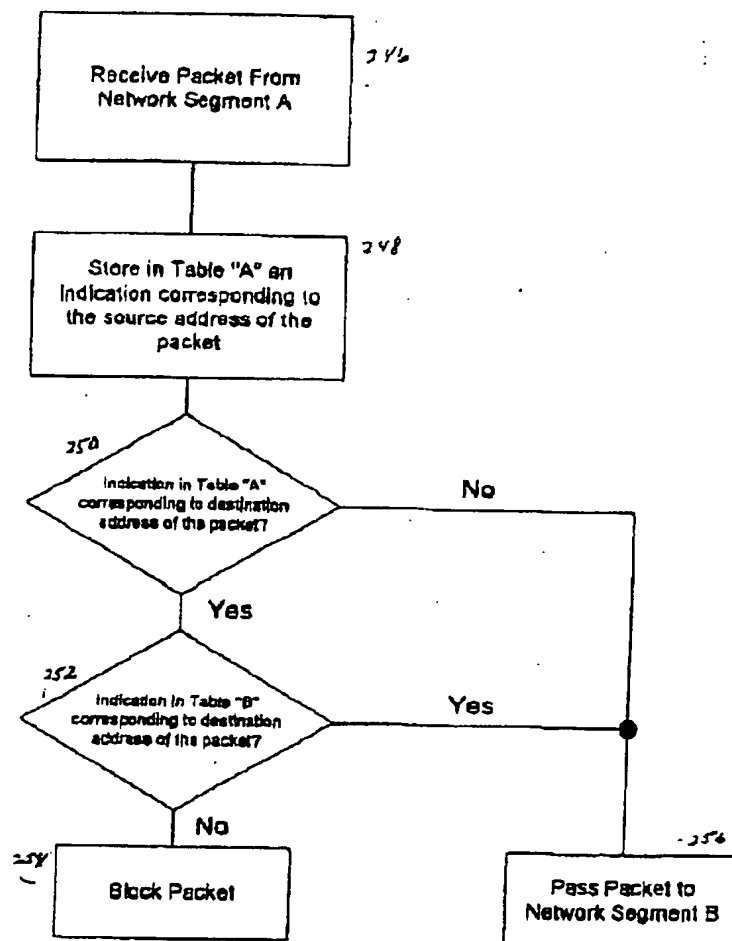 Receive Packet From
Network Segment A
246
Store in Table "A" an
Indication corresponding to
the source address of the
packet
248
250
Indication in Table "A"
corresponding to destination
address of the packet?
No
Yes
252
Indication in Table "B"
corresponding to destination
address of the packet?
Yes
No
254
Block Packet
256
Pass Packet to
Network Segment B